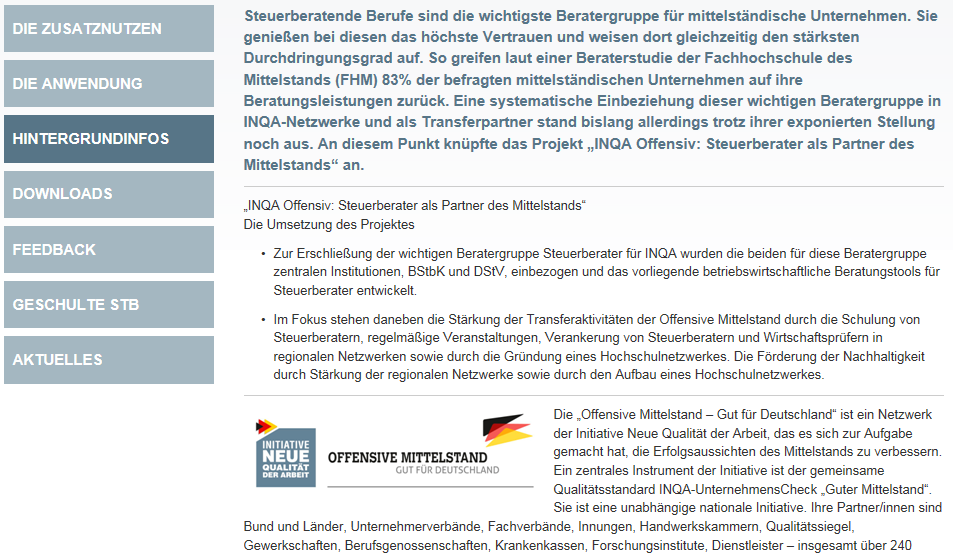 DIE ZUSATZNUTZEN
DIE ANWENDUNG
HINTERGRUNDINFOS
DOWNLOADS
FEEDBACK
GESCHULTE STB
AKTUELLES
Steuerberatende Berufe sind die wichtigste Beratergruppe für mittelständische Unternehmen. Sie
genießen bei diesen das höchste Vertrauen und weisen dort gleichzeitig den stärksten
Durchdringungsgrad auf. So greifen laut einer Beraterstudie der Fachhochschule des
Mittelstands (FHM) 83% der befragten mittelständischen Unternehmen auf ihre
Beratungsleistungen zurück. Eine systematische Einbeziehung dieser wichtigen Beratergruppe in
INQA-Netzwerke und als Transferpartner stand bislang allerdings trotz ihrer exponierten Stellung
noch aus. An diesem Punkt knüpfte das Projekt „INQA Offensiv: Steuerberater als Partner des
Mittelstands“ an.
„INQA Offensiv: Steuerberater als Partner des Mittelstands“
Die Umsetzung des Projektes
• Zur Erschließung der wichtigen Beratergruppe Steuerberater für INQA wurden die beiden für diese Beratergruppe
zentralen Institutionen, BStbK und DStV, einbezogen und das vorliegende betriebswirtschaftliche Beratungstools für
Steuerberater entwickelt.
• Im Fokus stehen daneben die Stärkung der Transferaktivitäten der Offensive Mittelstand durch die Schulung von
Steuerberatern, regelmäßige Veranstaltungen, Verankerung von Steuerberatern und Wirtschaftsprüfern in
regionalen Netzwerken sowie durch die Gründung eines Hochschulnetzwerkes. Die Förderung der Nachhaltigkeit
durch Stärkung der regionalen Netzwerke sowie durch den Aufbau eines Hochschulnetzwerkes.
INITIATIVE
NEUE
QUALITÄT
DER ARBEIT
OFFENSIVE MITTELSTAND
GUT FÜR DEUTSCHLAND
Die „Offensive Mittelstand – Gut für Deutschland“ ist ein Netzwerk
der Initiative Neue Qualität der Arbeit, das es sich zur Aufgabe
gemacht hat, die Erfolgsaussichten des Mittelstands zu verbessern.
Ein zentrales Instrument der Initiative ist der gemeinsame
Qualitätsstandard INQA-UnternehmensCheck „Guter Mittelstand“.
Sie ist eine unabhängige nationale Initiative. Ihre Partner/innen sind
Bund und Länder, Unternehmerverbände, Fachverbände, Innungen, Handwerkskammern, Qualitätssiegel,
Gewerkschaften, Berufsgenossenschaften, Krankenkassen, Forschungsinstitute, Dienstleister – insgesamt über 240